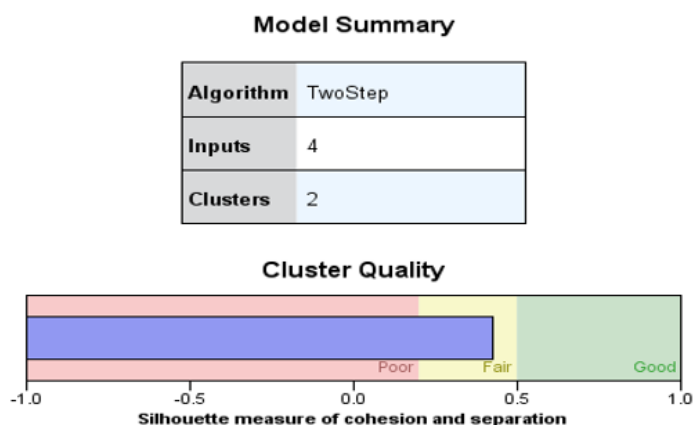 Model Summary
Algorithm TwoStep
Inputs 4
Clusters 2
Cluster Quality
Poor Fair Good
-1.0 -0.5 0.0 0.5 1.0
Silhouette measure of cohesion and separation